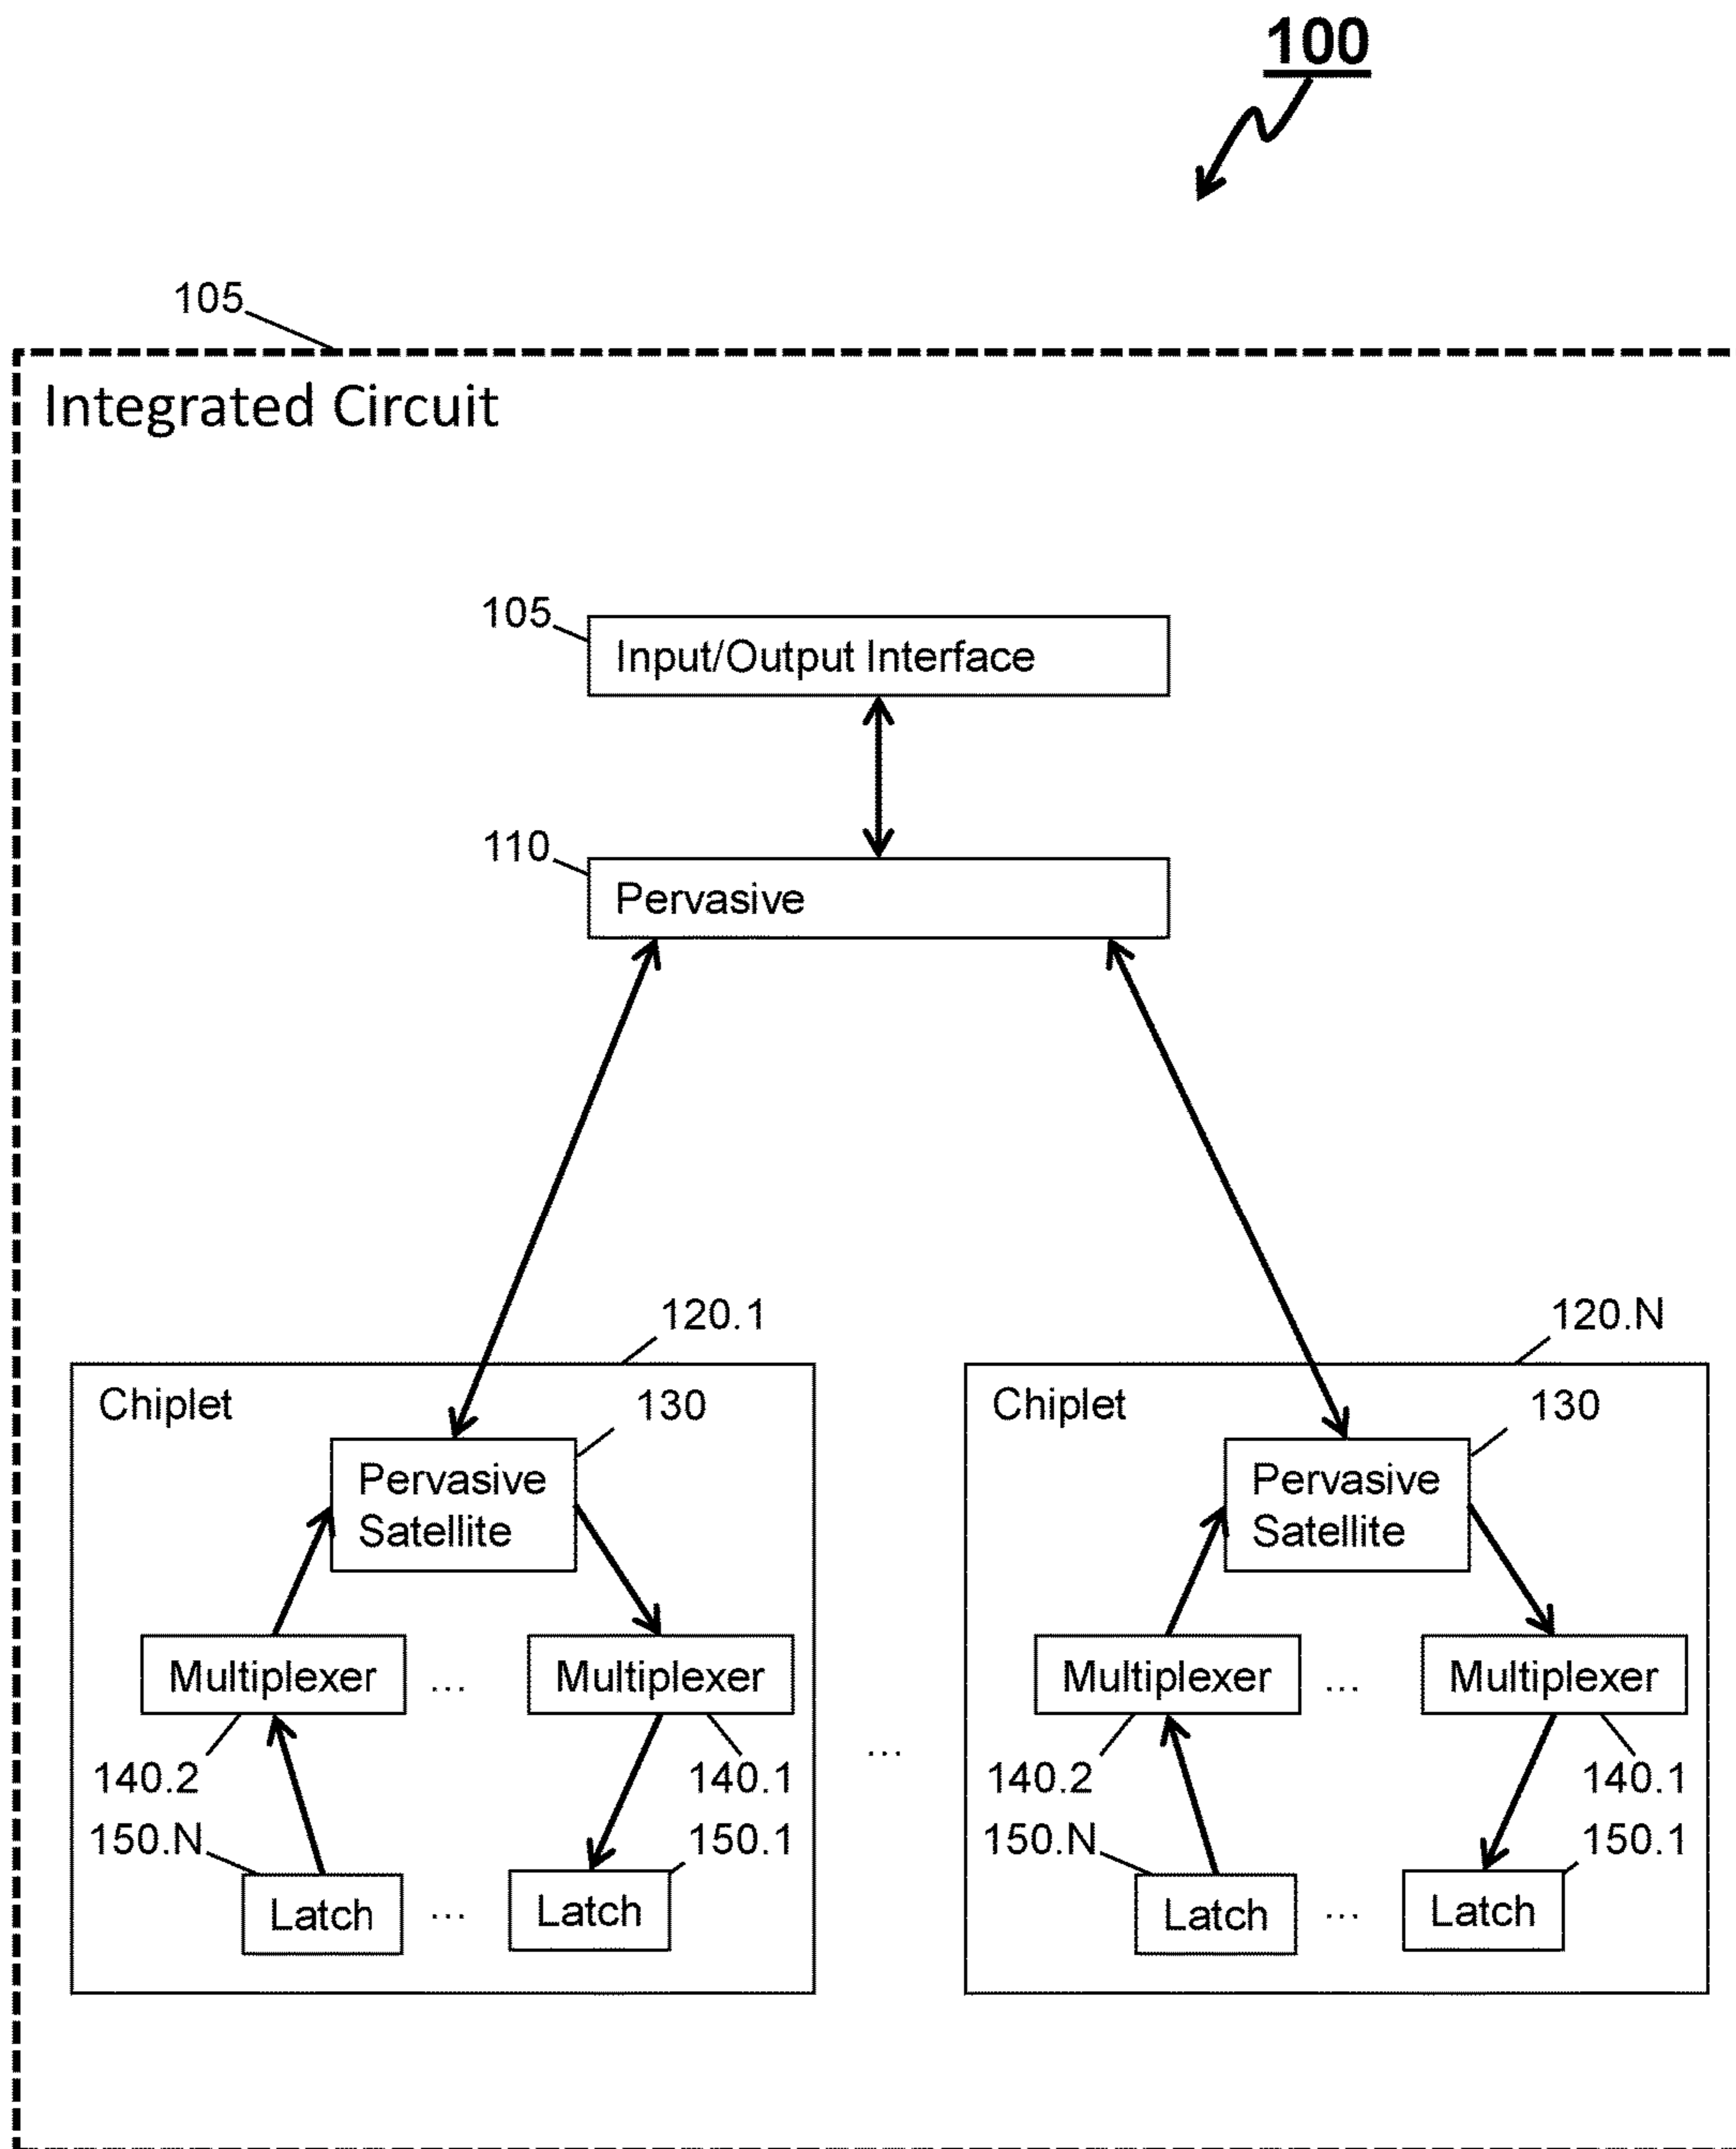 100
105
Integrated Circuit
105
Input/Output Interface
110
Pervasive
120.1
120.N
Chiplet
130
Chiplet
130
Pervasive
Satellite
Pervasive
Satellite
Multiplexer
...
Multiplexer
Multiplexer
...
Multiplexer
...
140.2
140.1
140.2
140.1
150.N
150.1
150.N
150.1
Latch
...
Latch
Latch
...
Latch